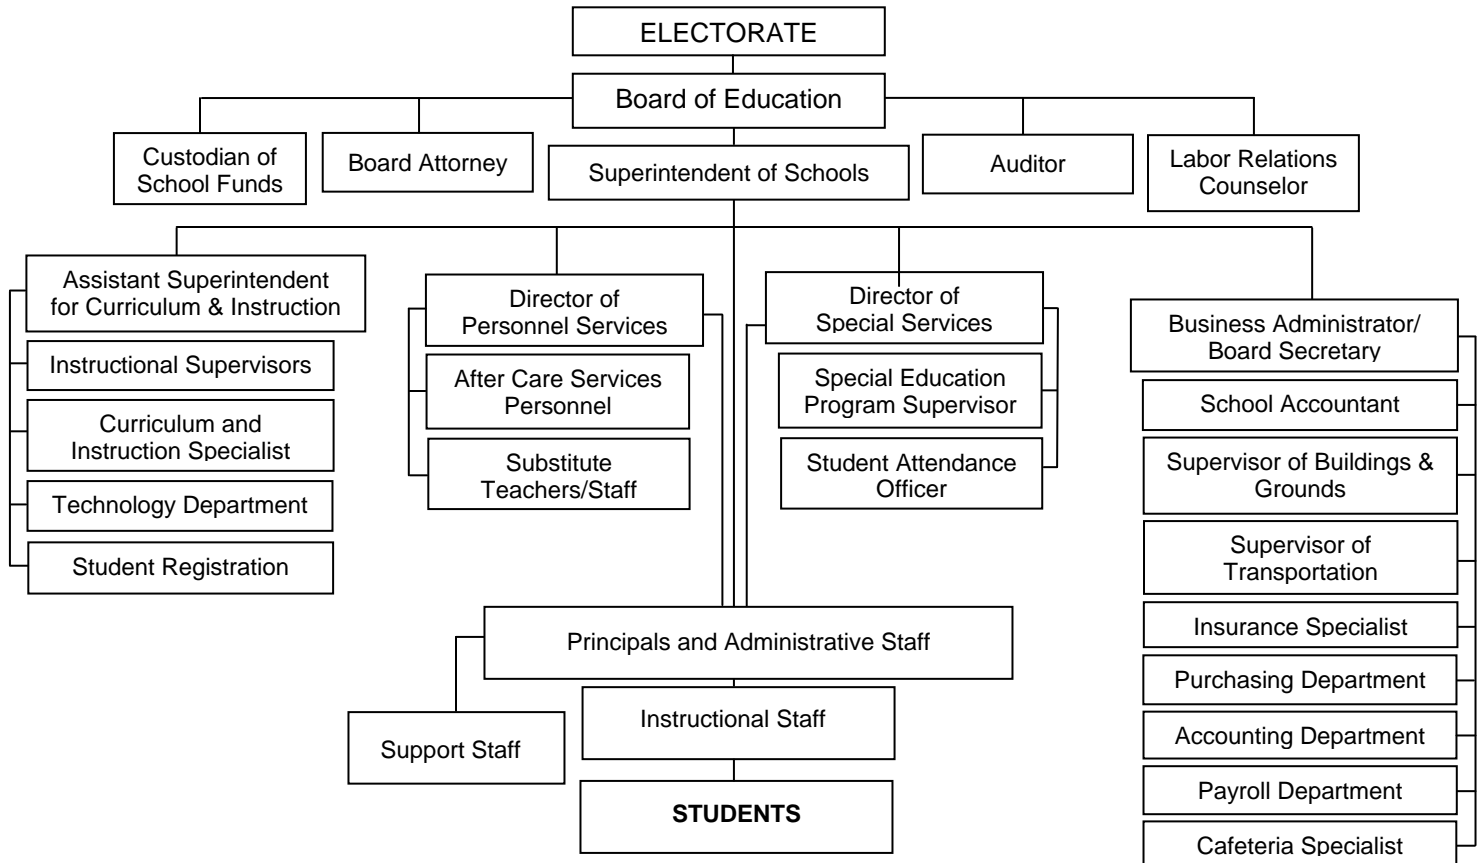 ELECTORATE
Board of Education
Custodian of
School Funds
Board Attorney
Superintendent of Schools
Auditor
Labor Relations
Counselor
Assistant Superintendent
for Curriculum & Instruction
Instructional Supervisors
Curriculum and
Instruction Specialist
Technology Department
Student Registration
Director of
Personnel Services
After Care Services
Personnel
Substitute
Teachers/Staff
Director of
Special Services
Special Education
Program Supervisor
Student Attendance
Officer
Business Administrator/
Board Secretary
School Accountant
Supervisor of Buildings &
Grounds
Supervisor of
Transportation
Insurance Specialist
Purchasing Department
Accounting Department
Payroll Department
Cafeteria Specialist
Principals and Administrative Staff
Support Staff
Instructional Staff
STUDENTS